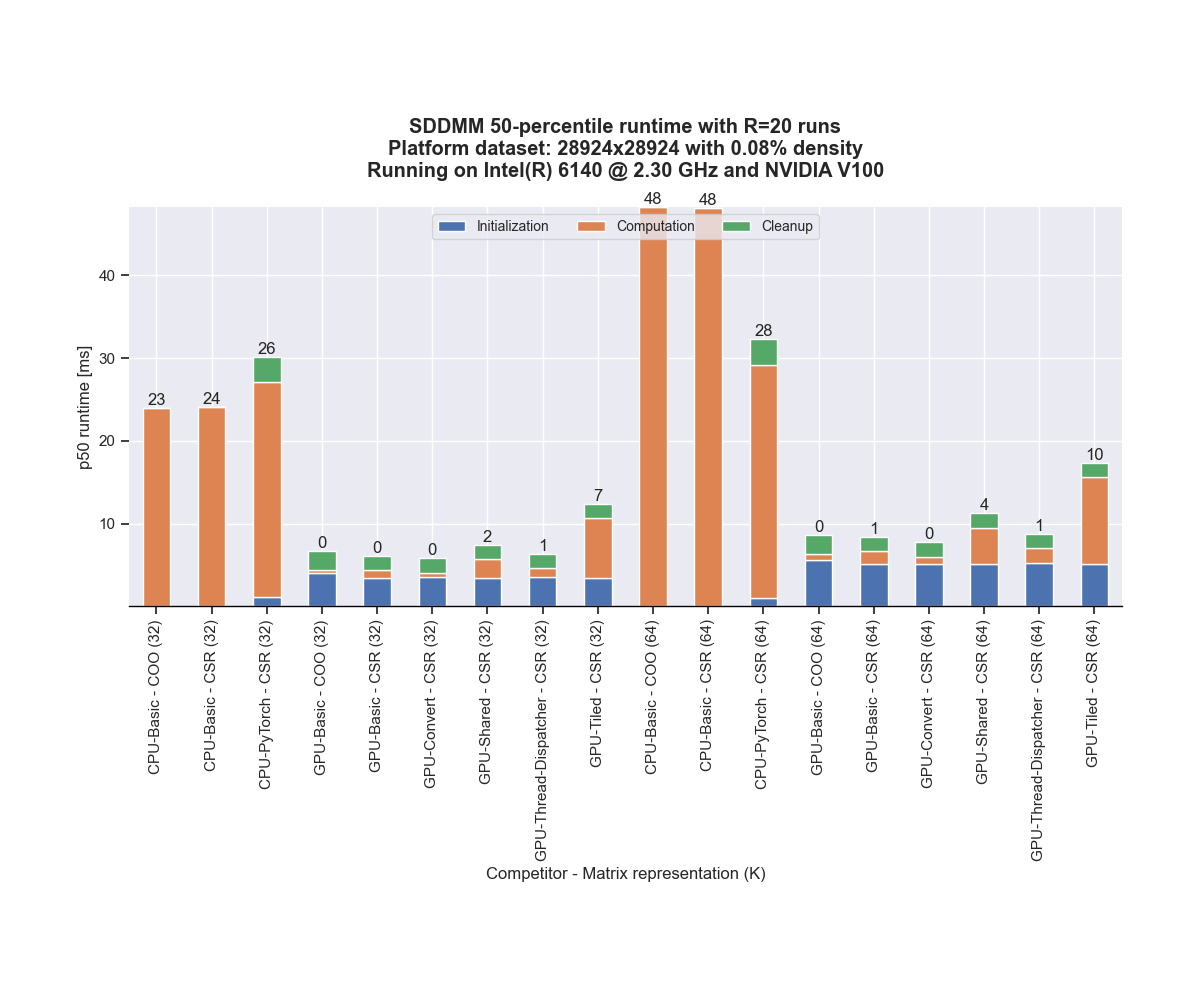 SDDMM 50-percentile runtime with R=20 runs
Platform dataset: 28924x28924 with 0.08% density
Running on Intel(R) 6140 @ 2.30 GHz and NVIDIA V100
Initialization Computation Cleanup
p50 runtime [ms]
40
30
20
10
23
24
26
0
0
0
2
1
7
48
48
28
0
1
0
4
1
10
CPU-Basic - COO (32)
CPU-Basic - CSR (32)
CPU-PyTorch - CSR (32)
GPU-Basic - COO (32)
GPU-Basic - CSR (32)
GPU-Convert - CSR (32)
GPU-Shared - CSR (32)
GPU-Thread-Dispatcher - CSR (32)
GPU-Tiled - CSR (32)
CPU-Basic - COO (64)
CPU-Basic - CSR (64)
CPU-PyTorch - CSR (64)
GPU-Basic - COO (64)
GPU-Basic - CSR (64)
GPU-Convert - CSR (64)
GPU-Shared - CSR (64)
GPU-Thread-Dispatcher - CSR (64)
GPU-Tiled - CSR (64)
Competitor - Matrix representation (K)